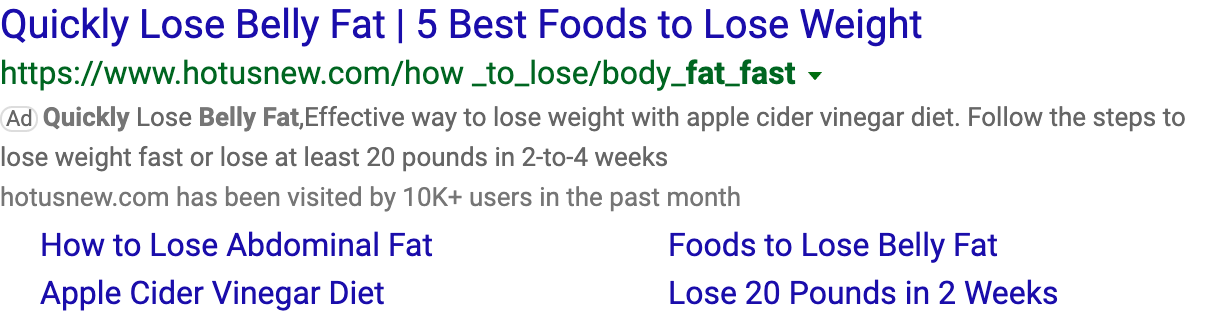 Quickly Lose Belly Fat | 5 Best Foods to Lose Weight
https://www.hotusnew.com/how _to_lose/body_fat_fast
Ad Quickly Lose Belly Fat,Effective way to lose weight with apple cider vinegar diet. Follow the steps to
lose weight fast or lose at least 20 pounds in 2-to-4 weeks
hotusnew.com has been visited by 10K+ users in the past month
How to Lose Abdominal Fat Foods to Lose Belly Fat
Apple Cider Vinegar Diet Lose 20 Pounds in 2 Weeks